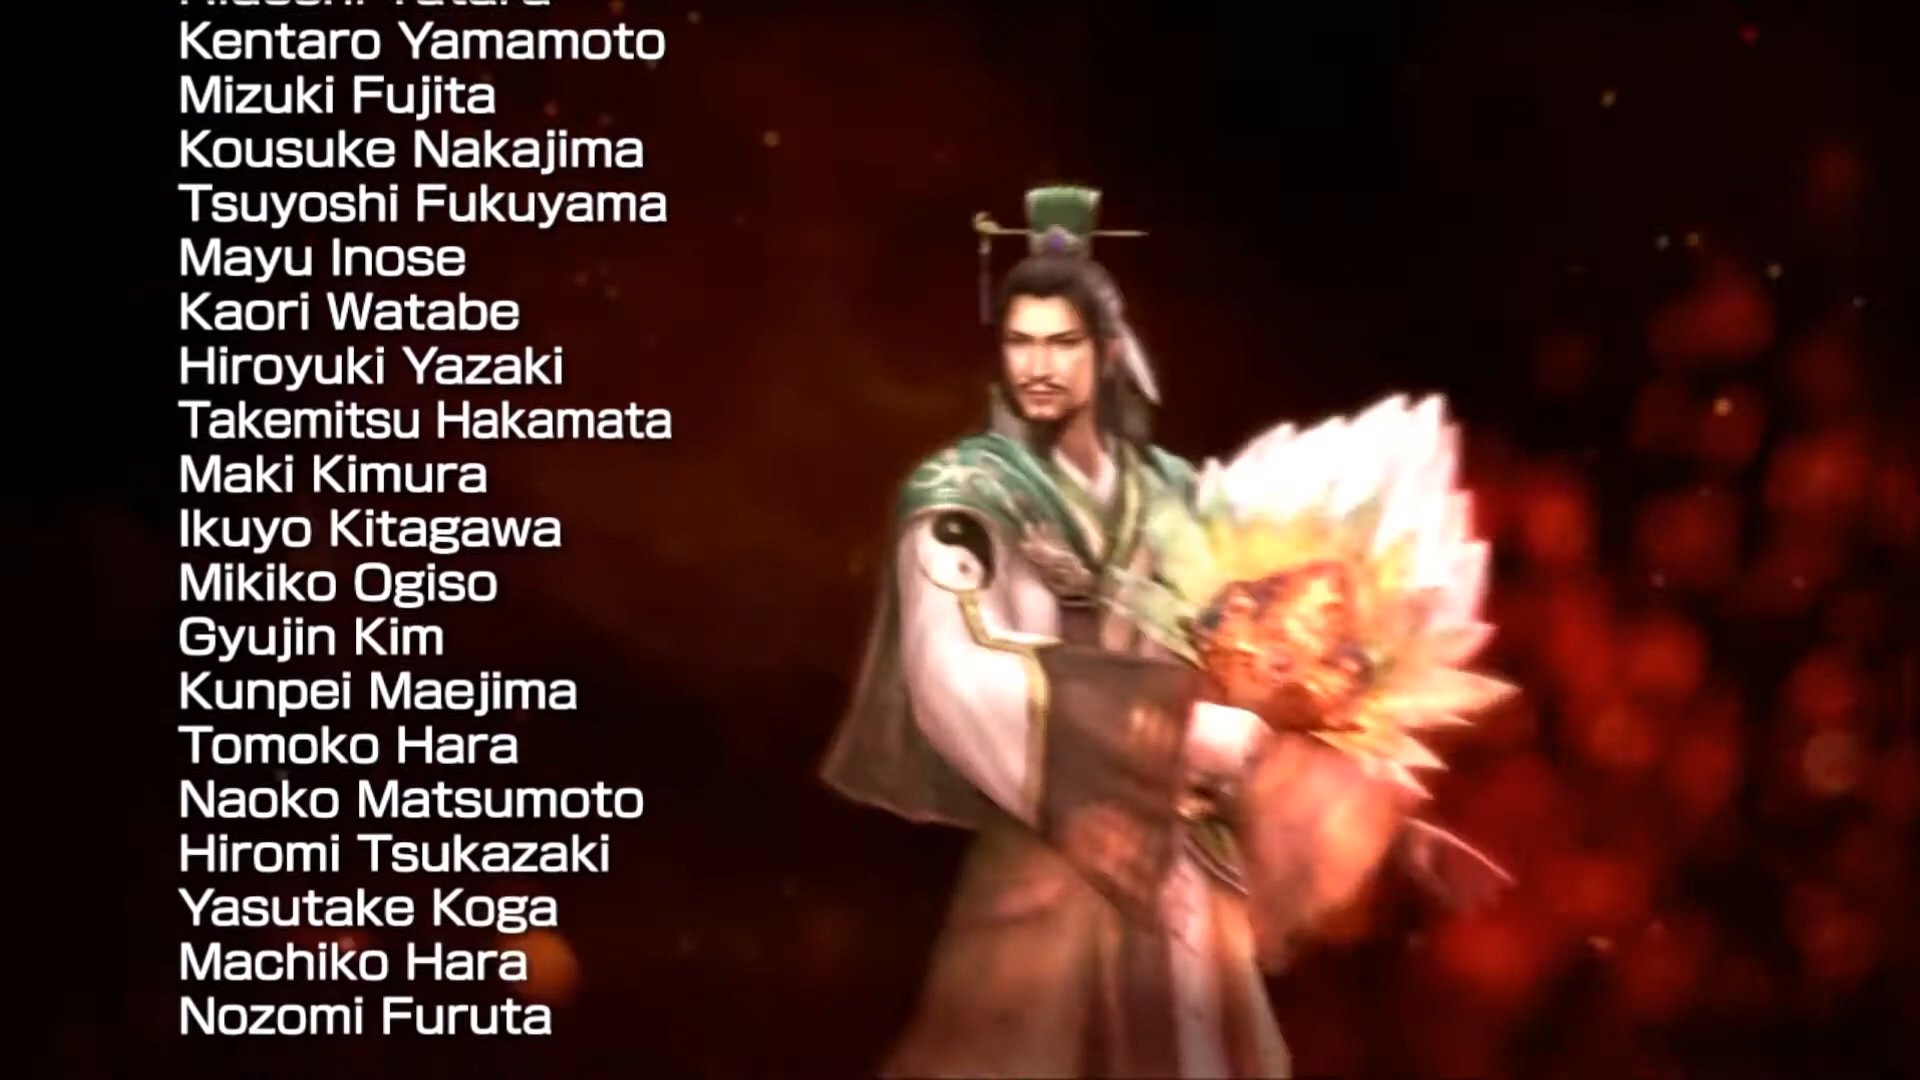 Kentaro Yamamoto
Mizuki Fujita
Kousuke Nakajima
Tsuyoshi Fukuyama
Mayu Inose
Kaori Watabe
Hiroyuki Yazaki
Takemitsu Hakamata
Maki Kimura
Ikuyo Kitagawa
Mikiko Ogiso
Gyujin Kim
Kunpei Maejima
Tomoko Hara
Naoko Matsumoto
Hiromi Tsukazaki
Yasutake Koga
Machiko Hara
Nozomi Furuta